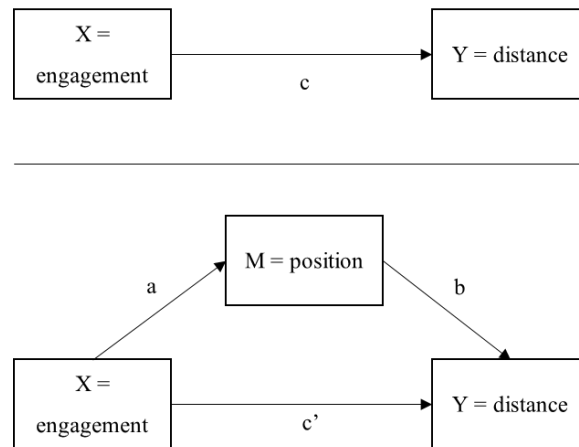 X =
engagement
Y = distance
c
M = position
a
b
X =
engagement
Y = distance
c’